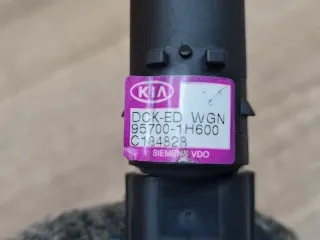 KIA
DCK-ED WGN
95700-1H600
C184828
SIEMENS VDO